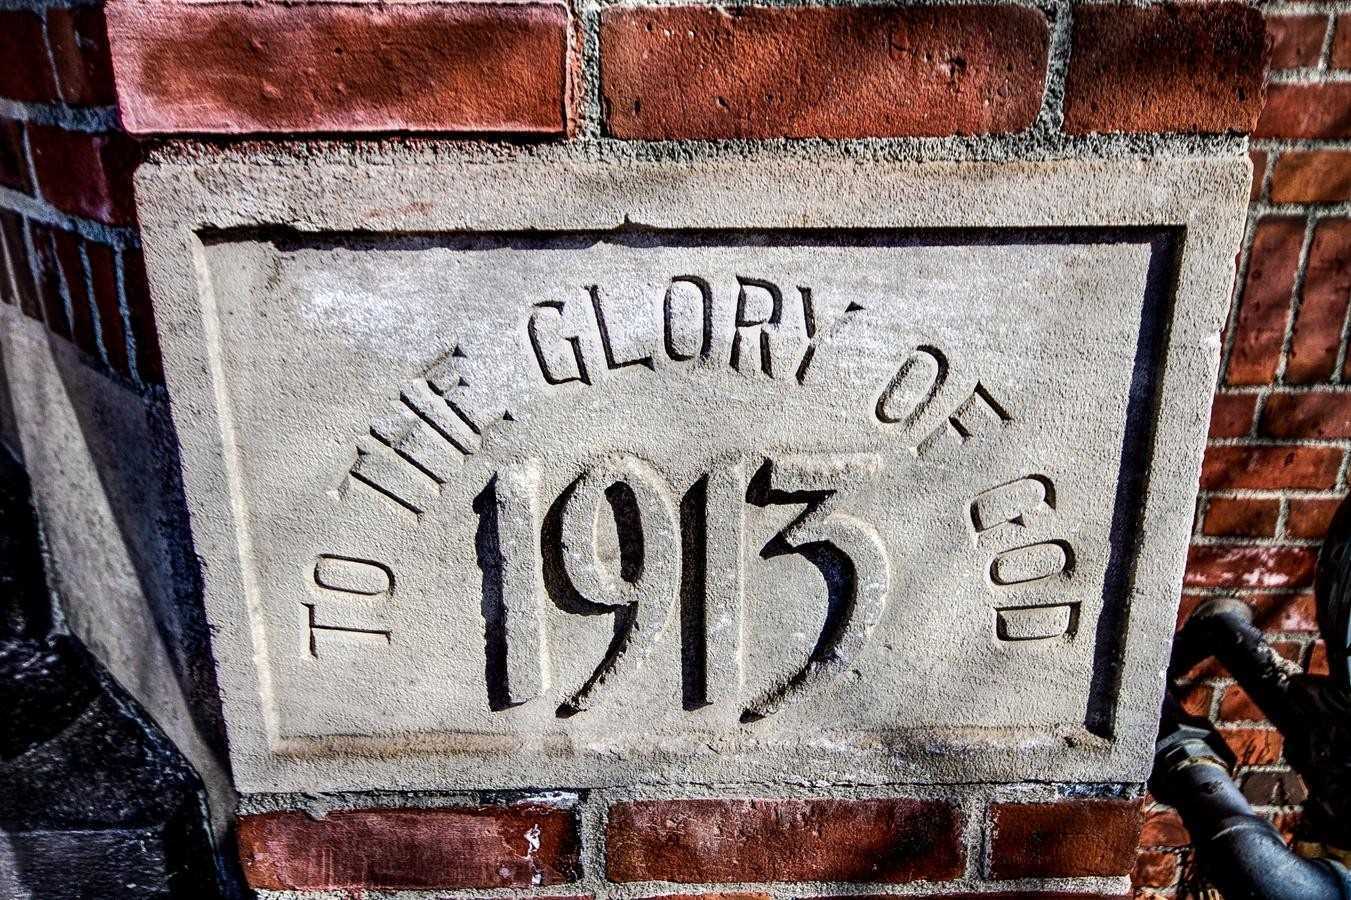 TO THE GLORY OF GOD
1913